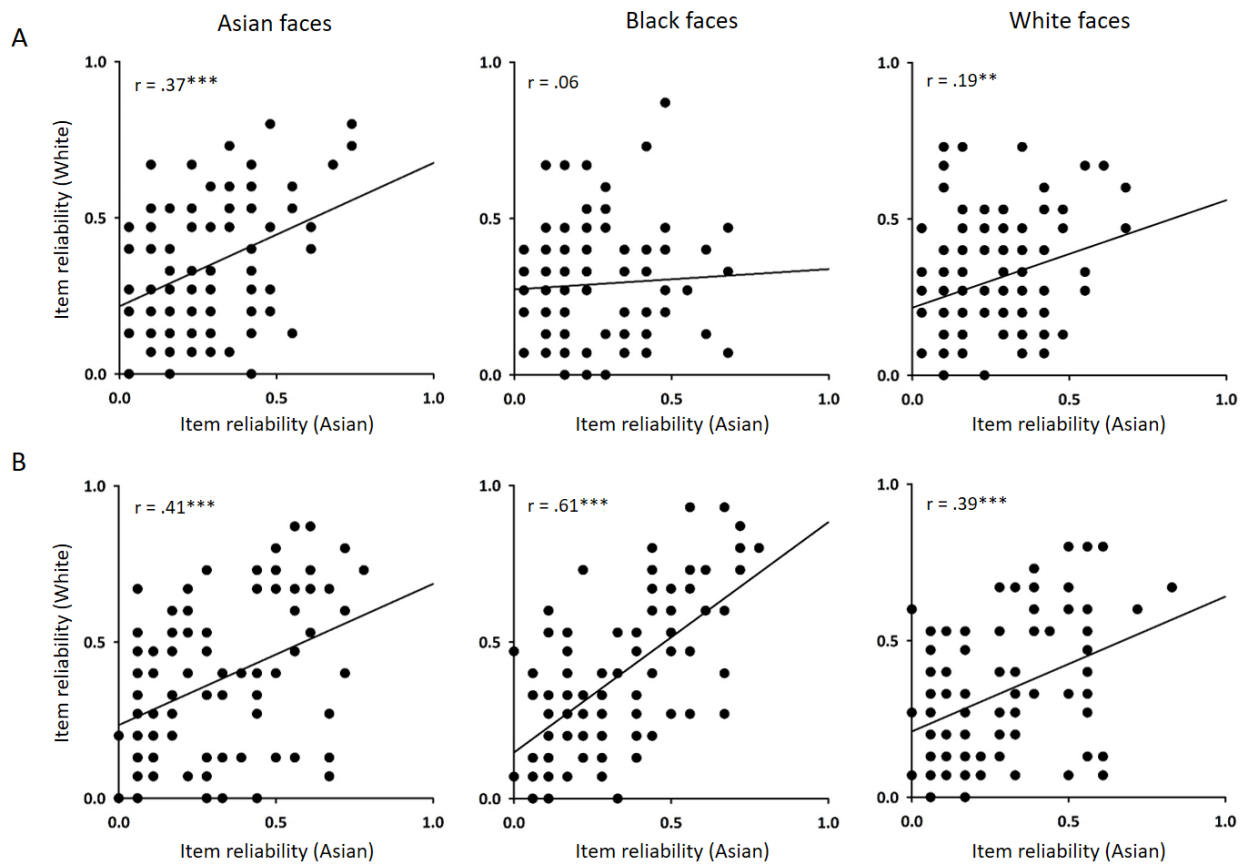 Asian faces
Black faces
White faces
A
1.0
r = .37***
0.5
0.0
Item reliability (White)
0.0
0.5
1.0
Item reliability (Asian)
1.0
r = .06
0.5
0.0
0.0
0.5
1.0
Item reliability (Asian)
1.0
r = .19**
0.5
0.0
0.0
0.5
1.0
Item reliability (Asian)
B
1.0
r = .41***
0.5
0.0
Item reliability (White)
0.0
0.5
1.0
Item reliability (Asian)
1.0
r = .61***
0.5
0.0
0.0
0.5
1.0
Item reliability (Asian)
1.0
r = .39***
0.5
0.0
0.0
0.5
1.0
Item reliability (Asian)